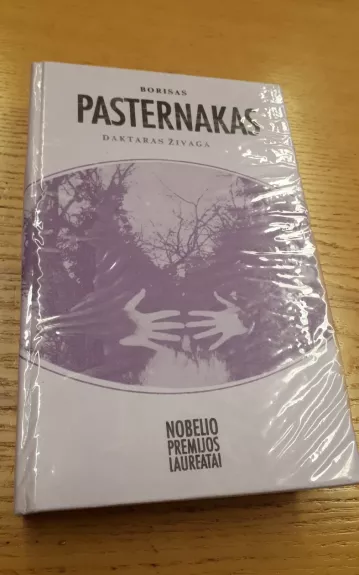 BORISAS
PASTERNAKAS
DAKTARAS ŽIVAGA
NOBELIO
PREMIJOS
LAUREATAI